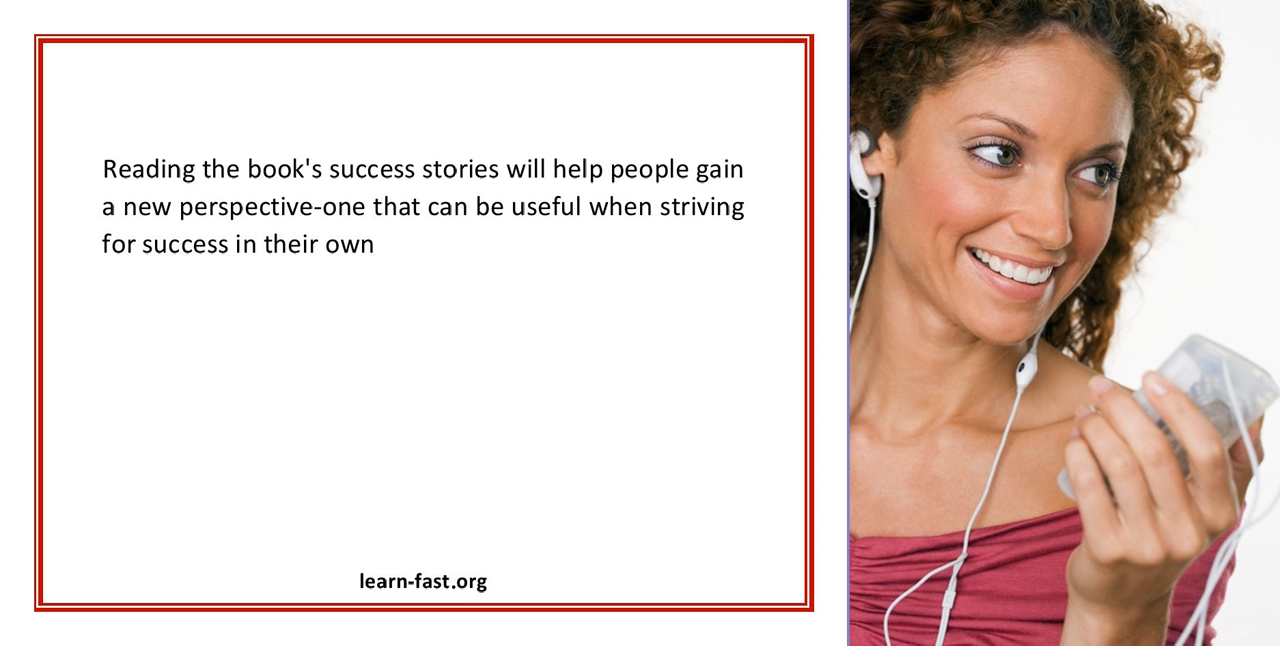 Reading the book's success stories will help people gain
a new perspective-one that can be useful when striving
for success in their own
learn-fast.org